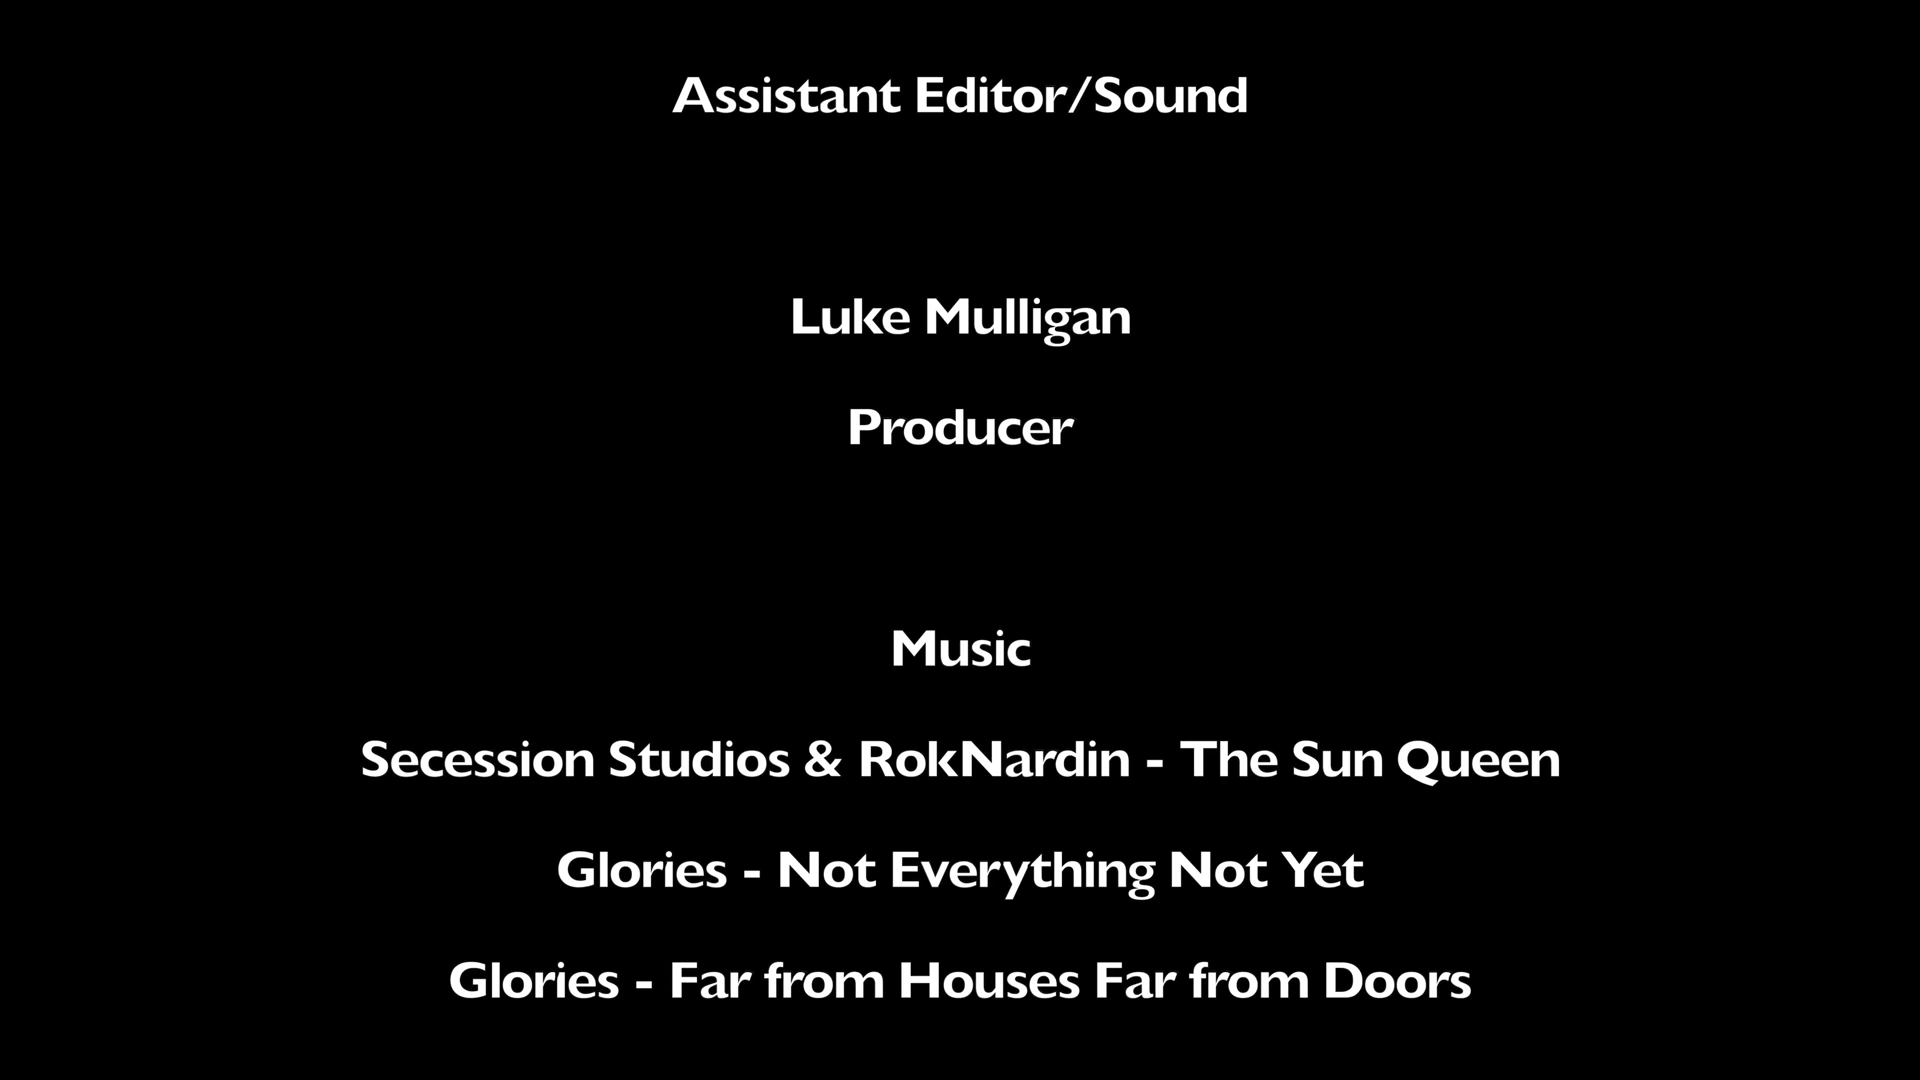 Assistant Editor/Sound
Luke Mulligan
Producer
Music
Secession Studios & RokNardin - The Sun Queen
Glories - Not Everything Not Yet
Glories - Far from Houses Far from Doors